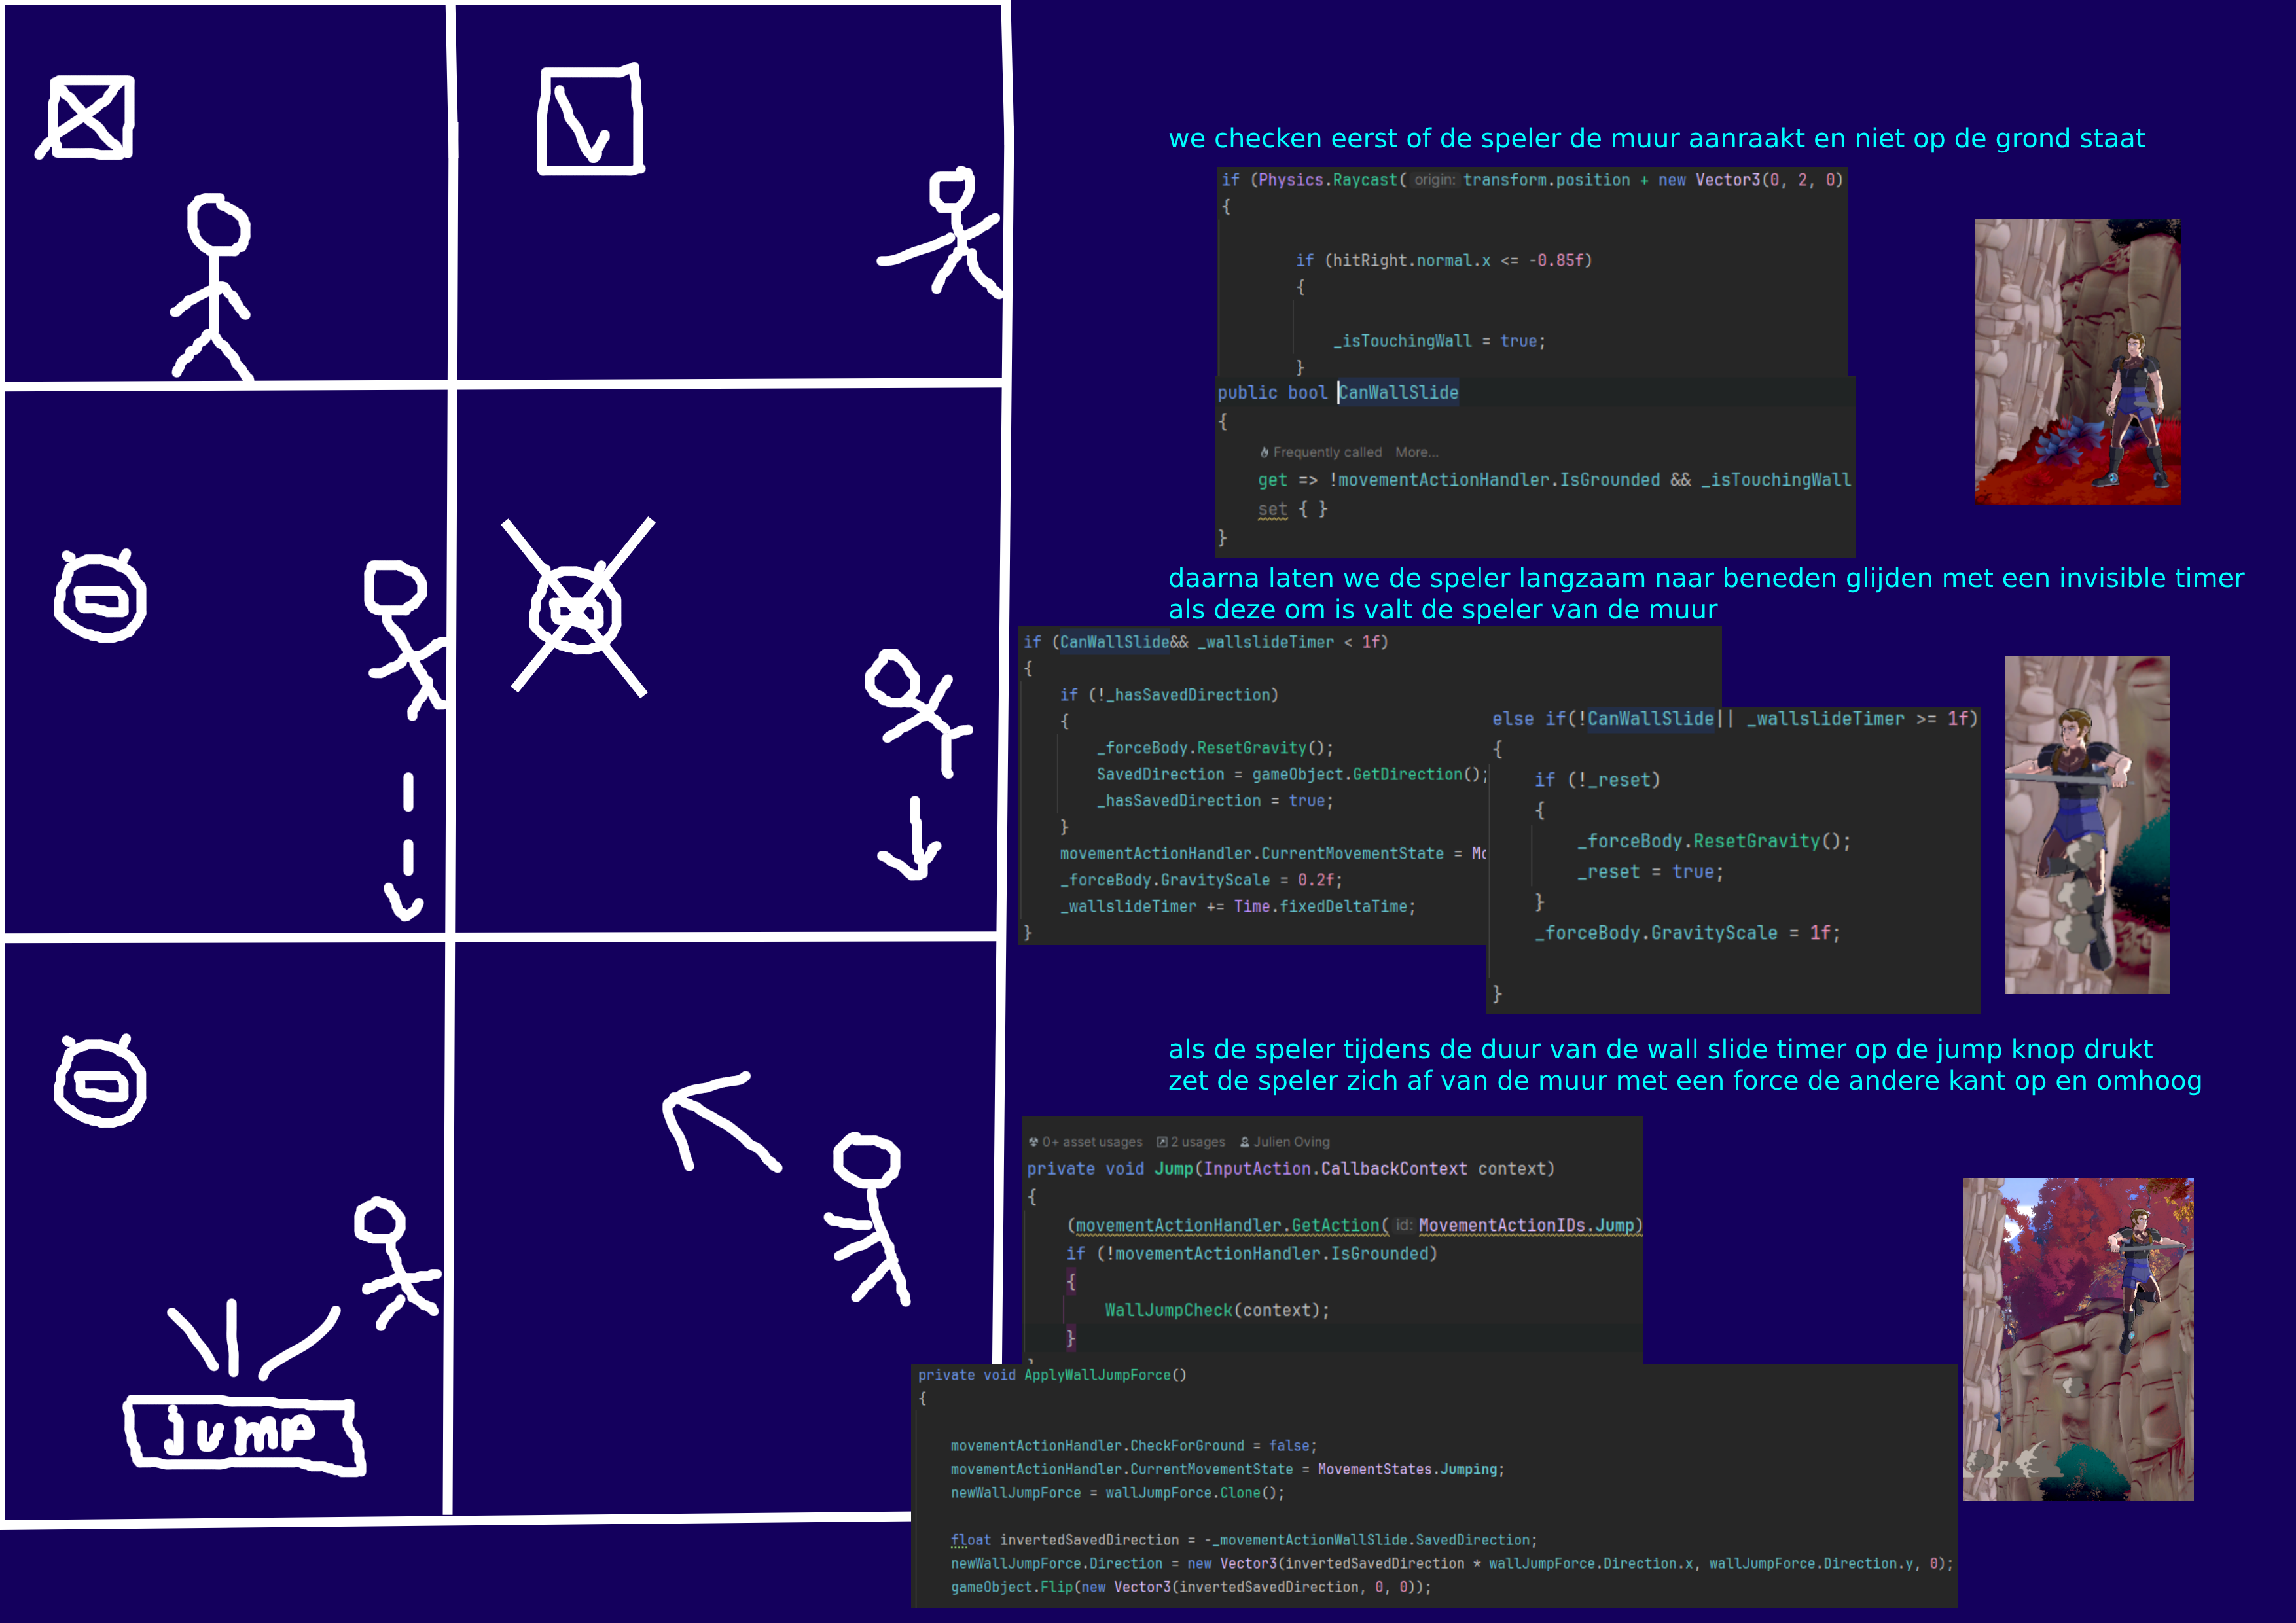 we checken eerst of de speler de muur aanraakt en niet op de grond staat
if (Physics.Raycast( origin: transform.position + new Vector3(0, 2, 0)
{
if (hitRight.normal.x <= -0.85f)
{
_isTouchingWall = true;
}
public bool CanWallSlide
{
Frequently called More...
get => !movementActionHandler.IsGrounded && _isTouchingWall
set { }
}
daarna laten we de speler langzaam naar beneden glijden met een invisible timer
als deze om is valt de speler van de muur
if (CanWallSlide&& _wallslideTimer < 1f)
{
if (!_hasSavedDirection)
{
_forceBody.ResetGravity();
SavedDirection = gameObject.GetDirection();
_hasSavedDirection = true;
}
movementActionHandler.CurrentMovementState = Mo
_forceBody.GravityScale = 0.2f;
_wallslideTimer += Time.fixedDeltaTime;
}
else if(!CanWallSlide|| _wallslideTimer >= 1f)
{
if (!_reset)
{
_forceBody.ResetGravity();
_reset = true;
}
_forceBody.GravityScale = 1f;
}
als de speler tijdens de duur van de wall slide timer op de jump knop drukt
zet de speler zich af van de muur met een force de andere kant op en omhoog
0+ asset usages 2 usages Julien Oving
private void Jump(InputAction.CallbackContext context)
{
(movementActionHandler.GetAction( id: MovementActionIDs.Jump)
if (!movementActionHandler.IsGrounded)
{
WallJumpCheck(context);
}
private void ApplyWallJumpForce()
{
movementActionHandler.CheckForGround = false;
movementActionHandler.CurrentMovementState = MovementStates.Jumping;
newWallJumpForce = wallJumpForce.Clone();
float invertedSavedDirection = -_movementActionWallSlide.SavedDirection;
newWallJumpForce.Direction = new Vector3(invertedSavedDirection * wallJumpForce.Direction.x, wallJumpForce.Direction.y, 0);
gameObject.Flip(new Vector3(invertedSavedDirection, 0, 0));
jump